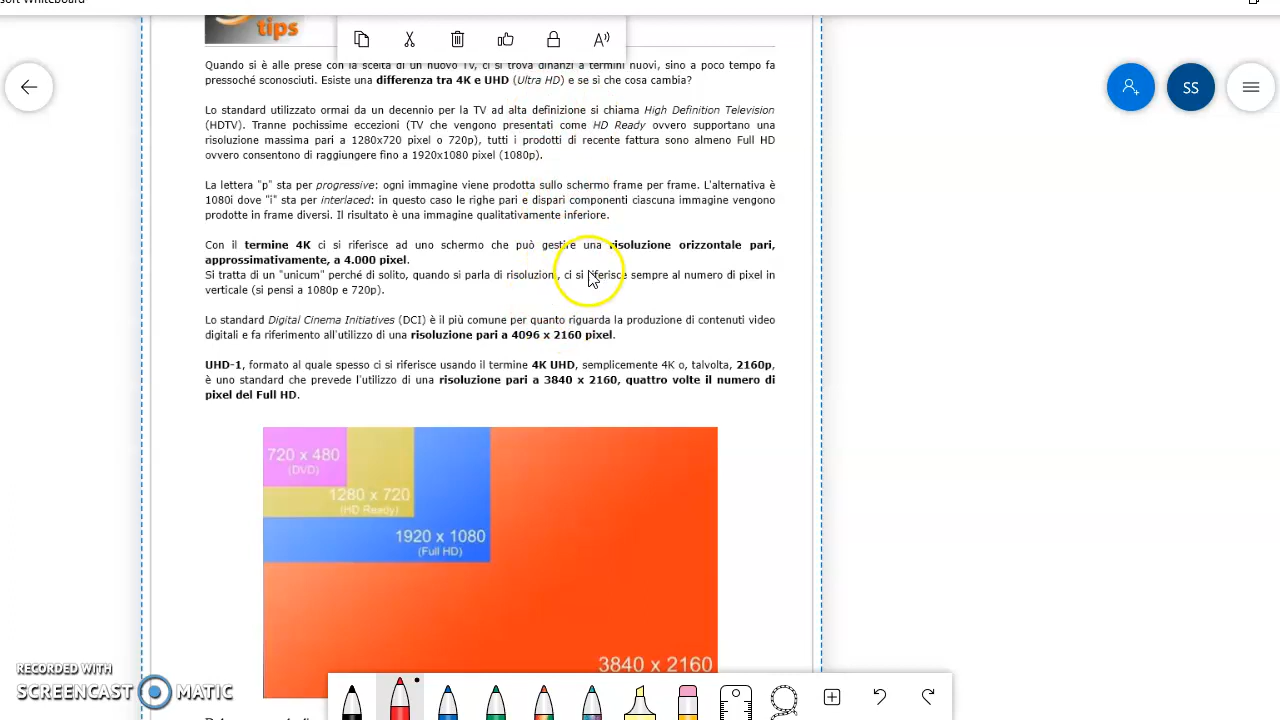 soft Whiteboard
tips
Quando si è alle prese con la scelta di un nuovo TV, ci si trova dinanzi a termini nuovi, sino a poco tempo fa
pressoché sconosciuti. Esiste una differenza tra 4K e UHD (Ultra HD) e se sì che cosa cambia?
Lo standard utilizzato ormai da un decennio per la TV ad alta definizione si chiama High Definition Television
(HDTV). Tranne pochissime eccezioni (TV che vengono presentati come HD Ready ovvero supportano una
risoluzione massima pari a 1280x720 pixel o 720p), tutti i prodotti di recente fattura sono almeno Full HD
ovvero consentono di raggiungere fino a 1920x1080 pixel (1080p).
La lettera "p" sta per progressive: ogni immagine viene prodotta sullo schermo frame per frame. L'alternativa è
1080i dove "i" sta per interlaced: in questo caso le righe pari e dispari componenti ciascuna immagine vengono
prodotte in frame diversi. Il risultato è una immagine qualitativamente inferiore.
Con il termine 4K ci si riferisce ad uno schermo che può gestire una risoluzione orizzontale pari,
approssimativamente, a 4.000 pixel.
Si tratta di un "unicum" perché di solito, quando si parla di risoluzioni, ci si riferisce sempre al numero di pixel in
verticale (si pensi a 1080p e 720p).
Lo standard Digital Cinema Initiatives (DCI) è il più comune per quanto riguarda la produzione di contenuti video
digitali e fa riferimento all'utilizzo di una risoluzione pari a 4096 x 2160 pixel.
UHD-1, formato al quale spesso ci si riferisce usando il termine 4K UHD, semplicemente 4K o, talvolta, 2160p,
è uno standard che prevede l'utilizzo di una risoluzione pari a 3840 x 2160, quattro volte il numero di
pixel del Full HD.
720 x 480
(DVD)
1280 x 720
(HD Ready)
1920 x 1080
(Full HD)
3840 x 2160
SS
RECORDED WITH
SCREENCAST MATIC